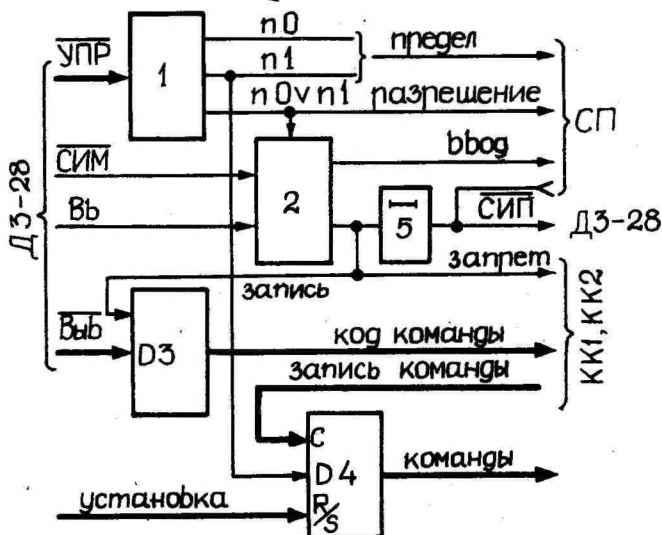 n0
УПР
предел
1
n1
n0vn1
разрешение
СП
СИМ
ввод
2
Вв
I
5
СИП
Д3-28
Д3-28
запрет
запись
Выв
D3
код команды
КК1, КК2
запись команды
C
D4
команды
установка
R/S